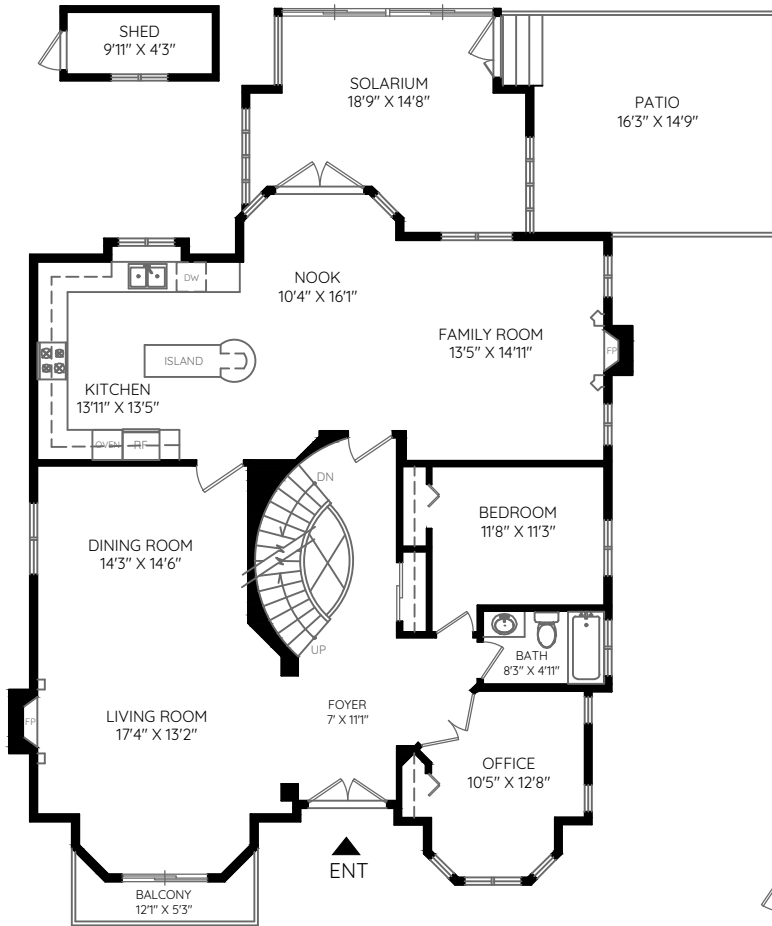 SHED
9'11" X 4'3"
SOLARIUM
18'9" X 14'8"
PATIO
16'3" X 14'9"
DW
NOOK
10'4" X 16'1"
ISLAND
FAMILY ROOM
13'5" X 14'11"
FP
KITCHEN
13'11" X 13'5"
OVEN
RF
DN
BEDROOM
11'8" X 11'3"
DINING ROOM
14'3" X 14'6"
UP
BATH
8'3" X 4'11"
FP
LIVING ROOM
17'4" X 13'2"
FOYER
7' X 11'1"
OFFICE
10'5" X 12'8"
ENT
BALCONY
12'1" X 5'3"